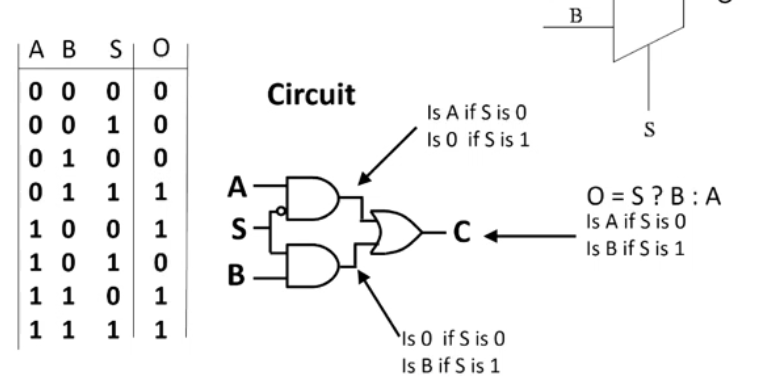 A B S O
0 0 0 0
0 0 1 0
0 1 0 0
0 1 1 1
1 0 0 1
1 0 1 0
1 1 0 1
1 1 1 1
Circuit
Is A if S is 0
Is 0 if S is 1
A
S
B
C
Is 0 if S is 0
Is B if S is 1
B
S
O = S ? B : A
Is A if S is 0
Is B if S is 1